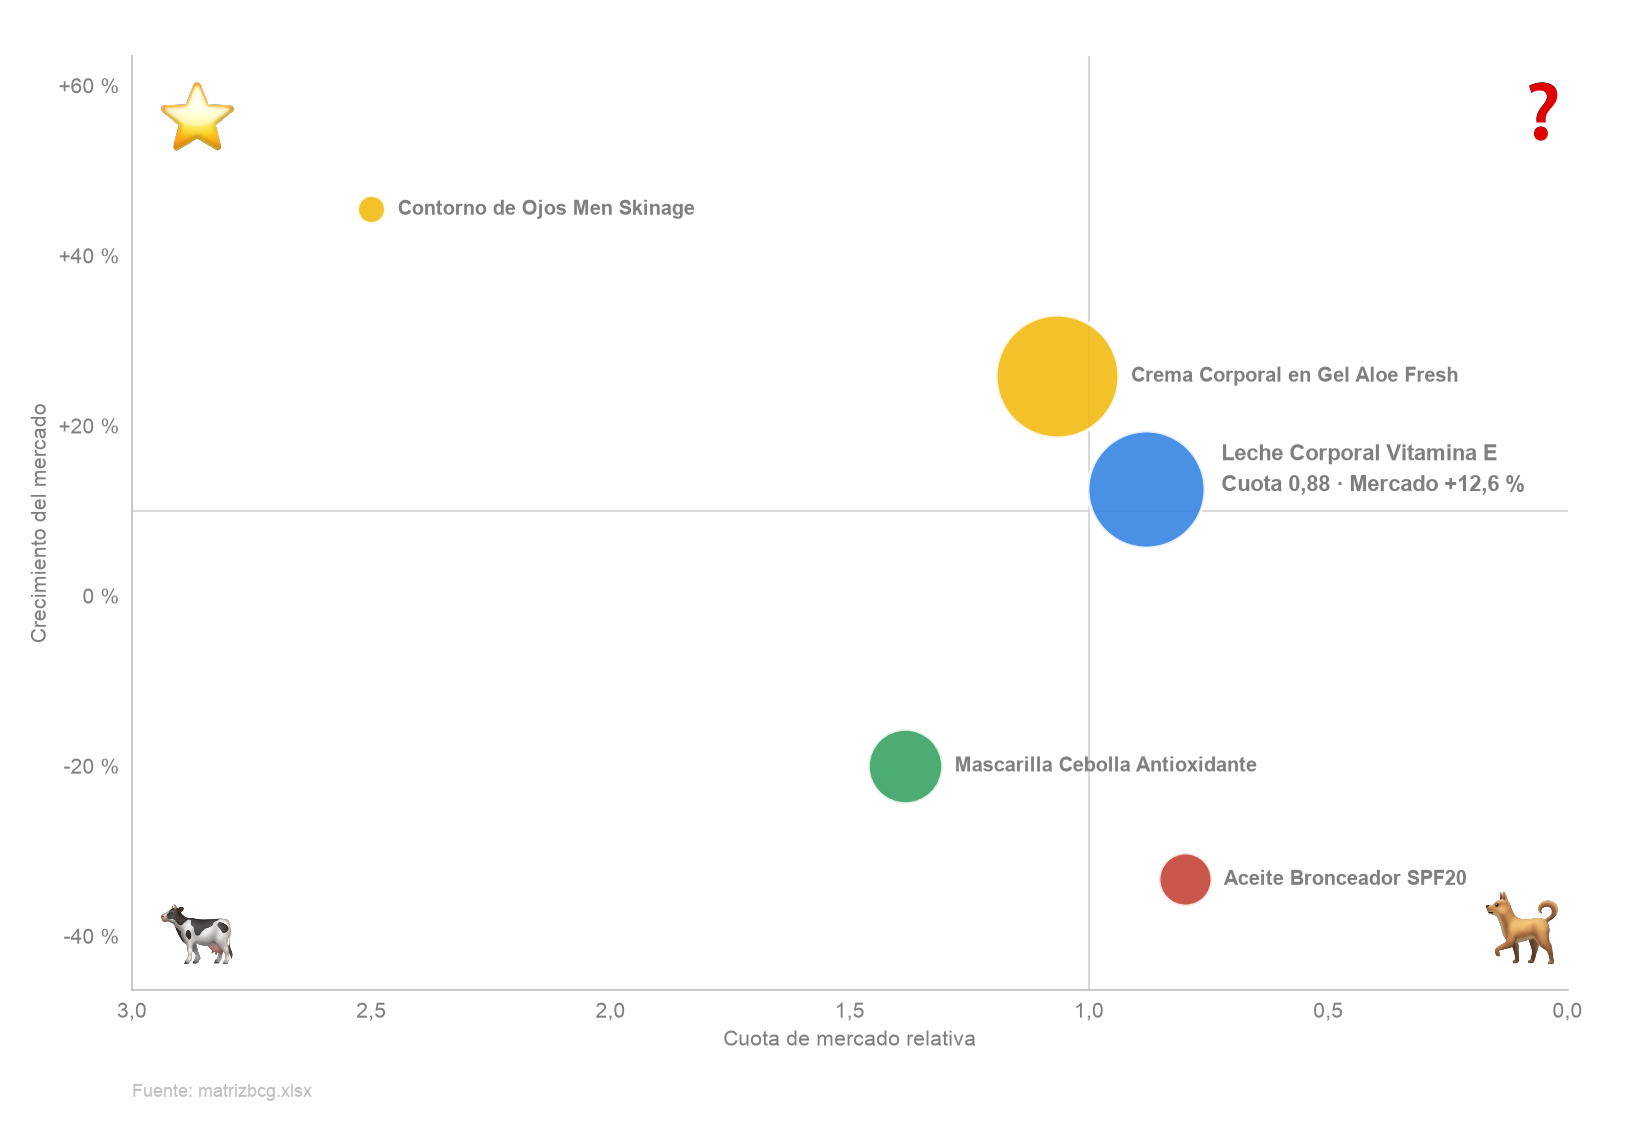 +60 %
?
Contorno de Ojos Men Skinage
+40 %
Crema Corporal en Gel Aloe Fresh
+20 %
Leche Corporal Vitamina E
Cuota 0,88 · Mercado +12,6 %
Crecimiento del mercado
0 %
-20 %
Mascarilla Cebolla Antioxidante
Aceite Bronceador SPF20
-40 %
3,0 2,5 2,0 1,5 1,0 0,5 0,0
Cuota de mercado relativa
Fuente: matrizbcg.xlsx